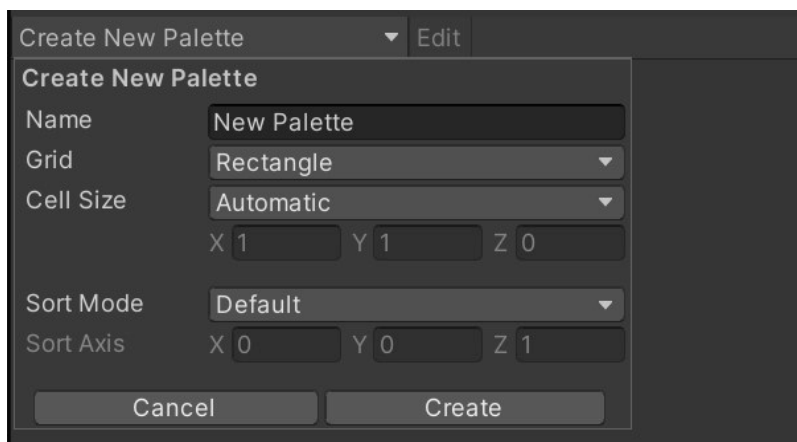 Create New Palette Edit
Create New Palette
Name New Palette
Grid Rectangle
Cell Size Automatic
X 1 Y 1 Z 0
Sort Mode Default
Sort Axis X 0 Y 0 Z 1
Cancel Create